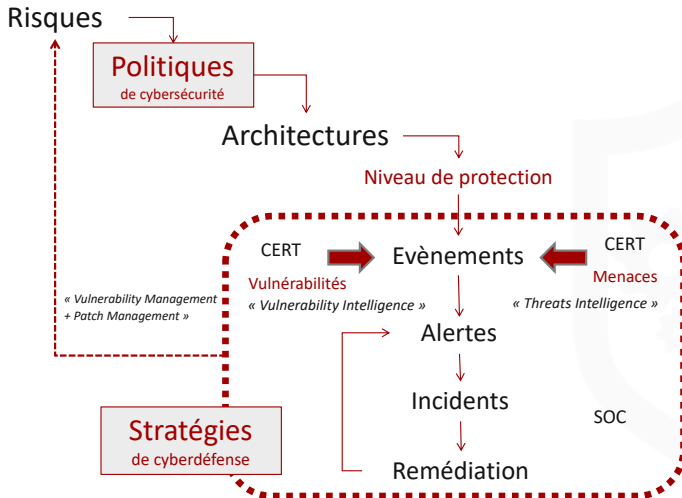 Risques
Politiques
de cybersécurité
Architectures
Niveau de protection
CERT
Evènements
CERT
Vulnérabilités
Menaces
« Vulnerability Management
+ Patch Management »
« Vulnerability Intelligence »
« Threats Intelligence »
Alertes
Incidents
SOC
Stratégies
de cyberdéfense
Remédiation